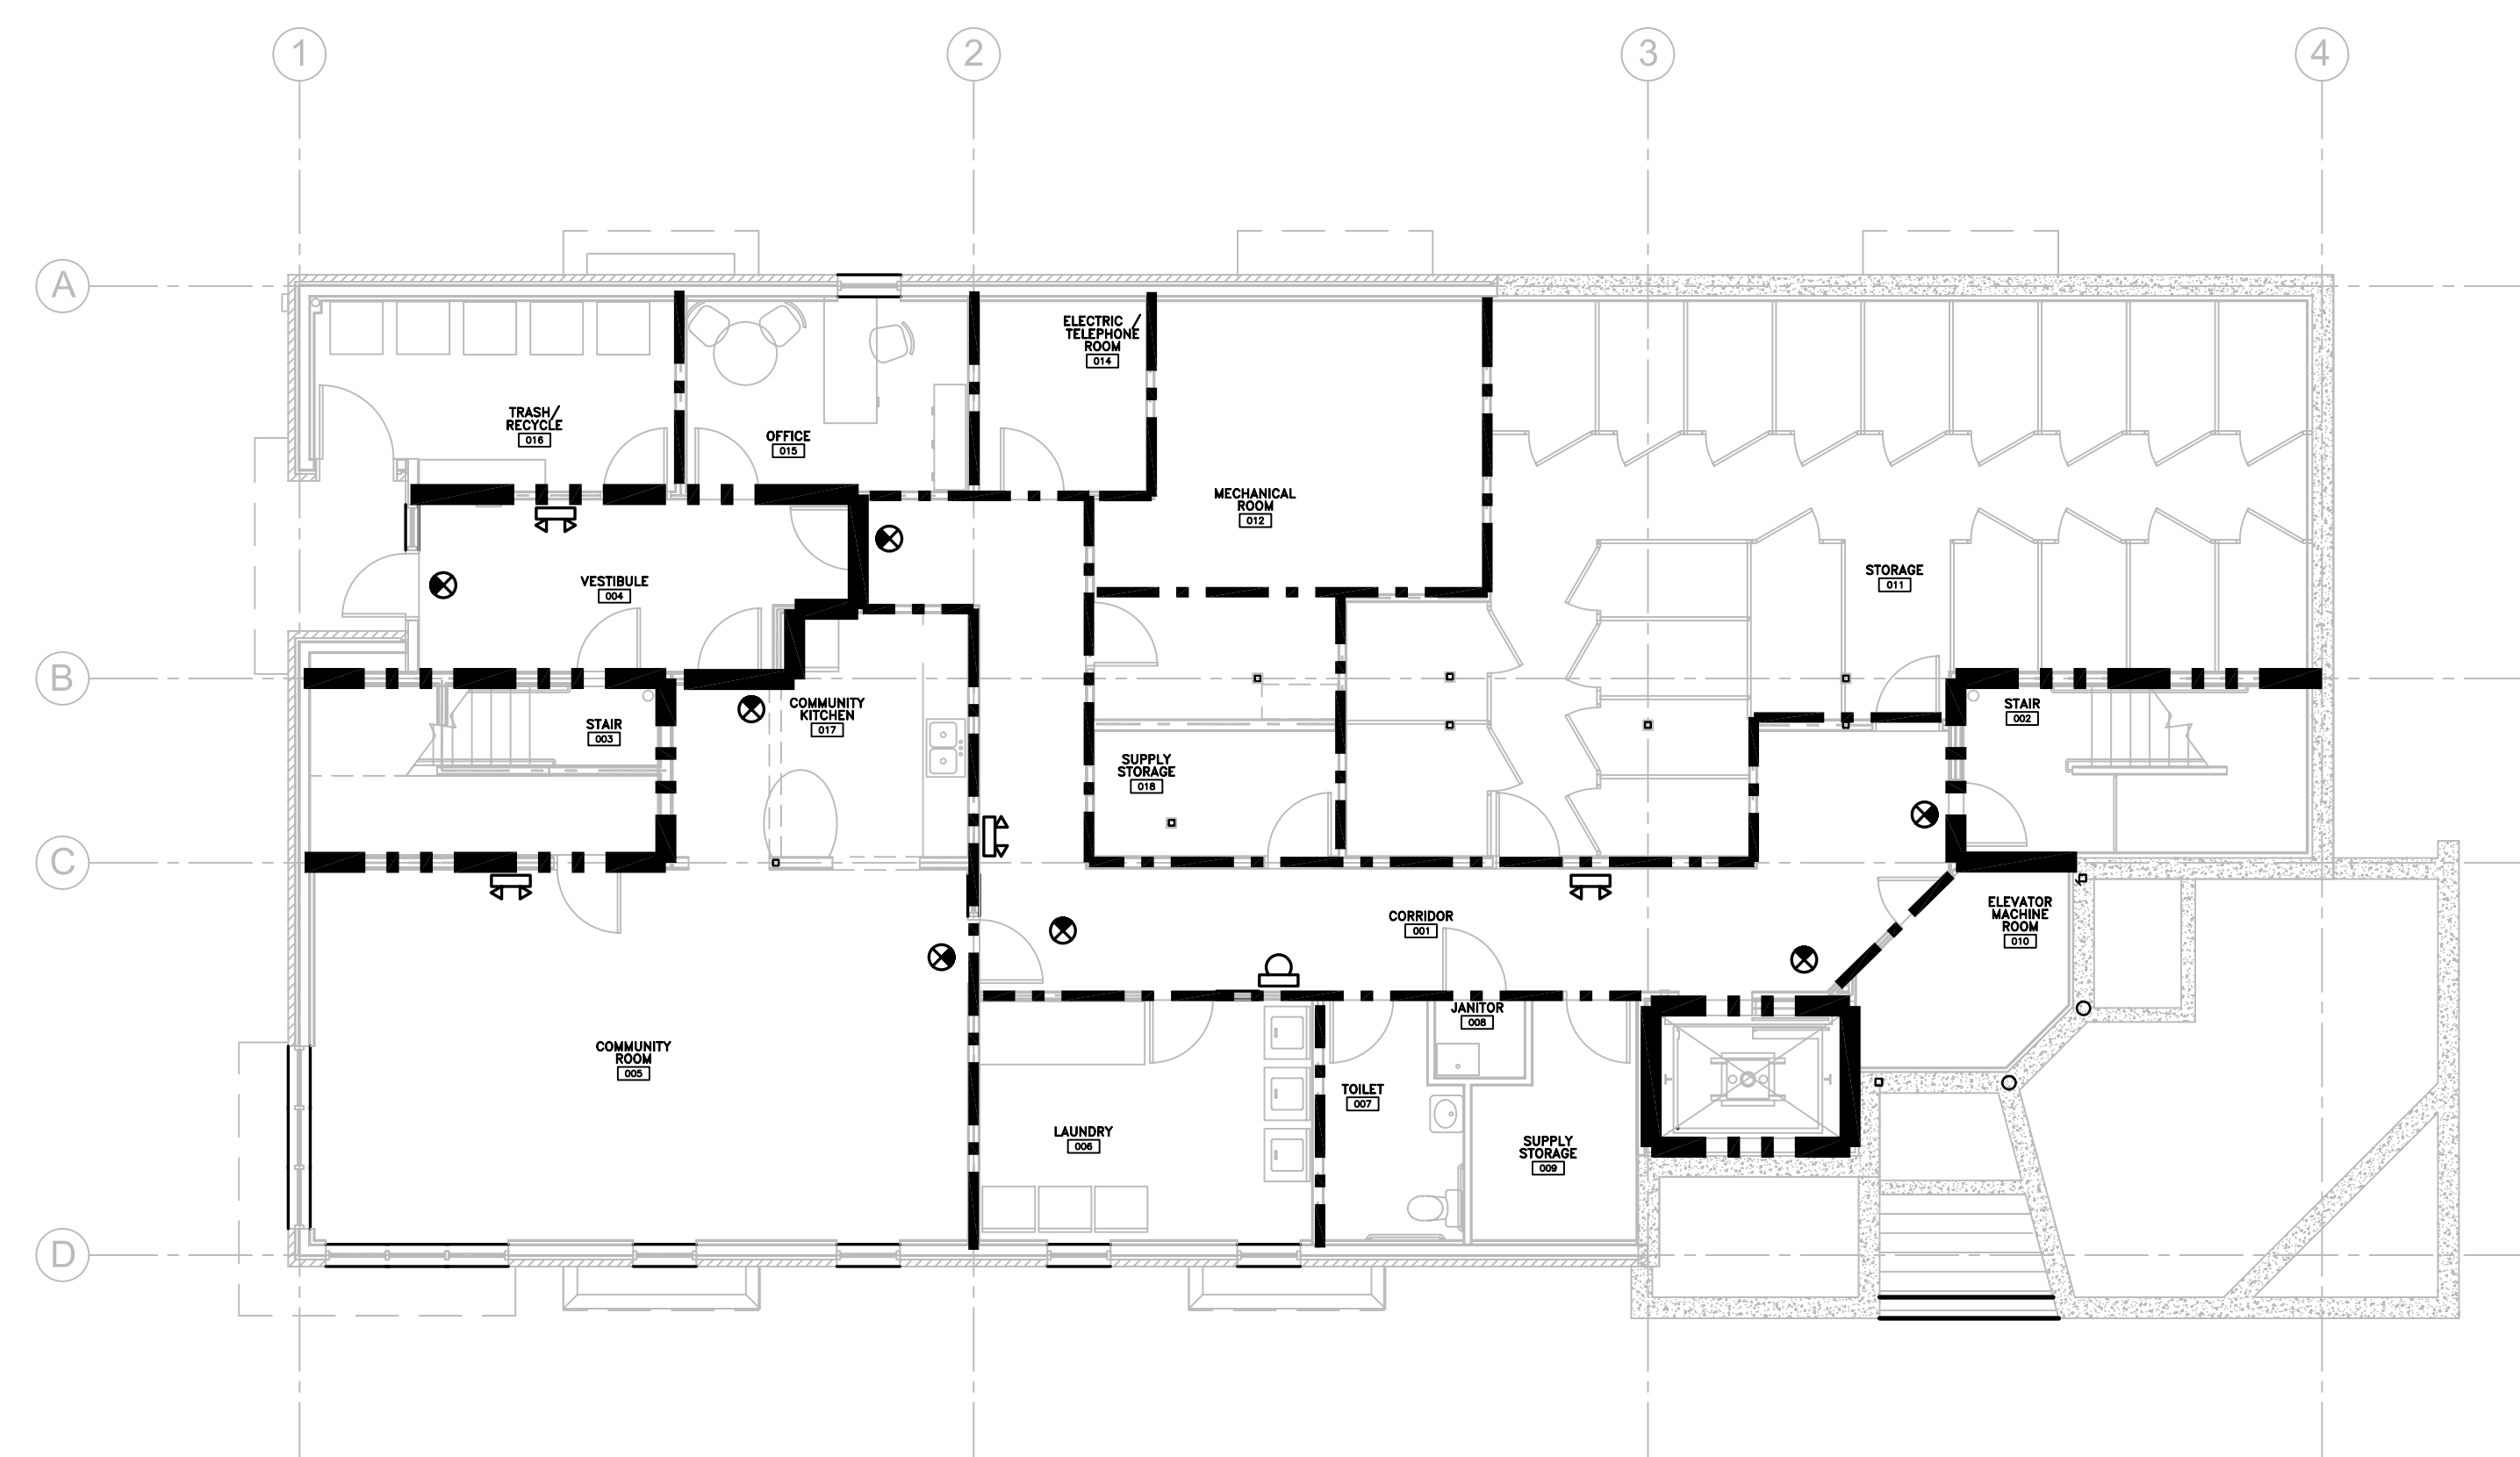 1
2
3
4
A
ELECTRIC /
TELEPHONE
ROOM
014
TRASH/
RECYCLE
016
OFFICE
015
MECHANICAL
ROOM
012
VESTIBULE
004
STORAGE
011
B
STAIR
003
COMMUNITY
KITCHEN
017
STAIR
002
SUPPLY
STORAGE
018
C
CORRIDOR
001
ELEVATOR
MACHINE
ROOM
010
JANITOR
008
COMMUNITY
ROOM
005
TOILET
007
LAUNDRY
006
SUPPLY
STORAGE
009
D